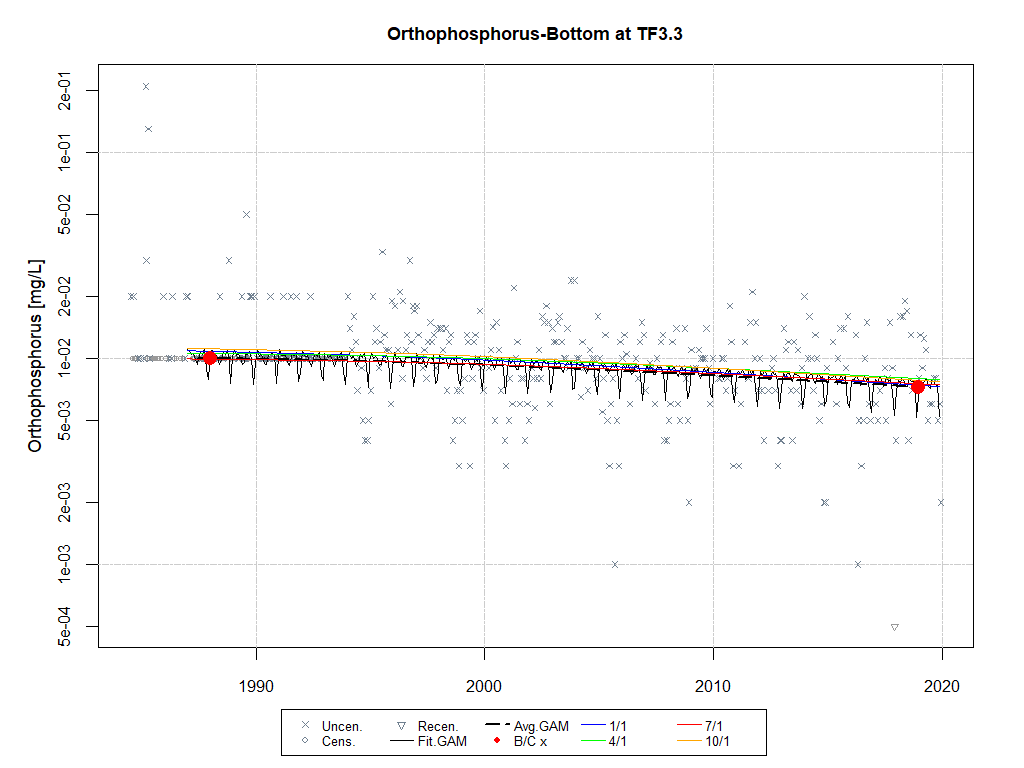 Orthophosphorus-Bottom at TF3.3
Orthophosphorus [mg/L]
2e-01
1e-01
5e-02
2e-02
1e-02
5e-03
2e-03
1e-03
5e-04
1990 2000 2010 2020
Uncen. Recen. Avg.GAM 1/1 7/1
Cens. Fit.GAM B/C x 4/1 10/1